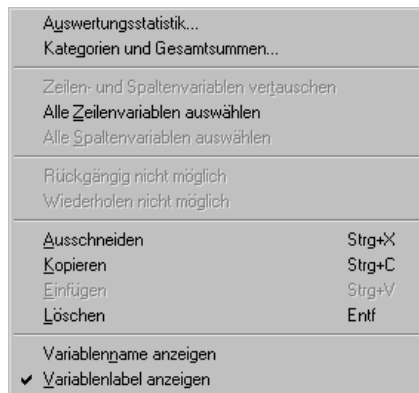 Auswertungsstatistik...
Kategorien und Gesamtsummen...
Zeilen- und Spaltenvariablen vertauschen
Alle Zeilenvariablen auswählen
Alle Spaltenvariablen auswählen
Rückgängig nicht möglich
Wiederholen nicht möglich
Ausschneiden Strg+X
Kopieren Strg+C
Einfügen Strg+V
Löschen Entf
Variablenname anzeigen
Variablenlabel anzeigen